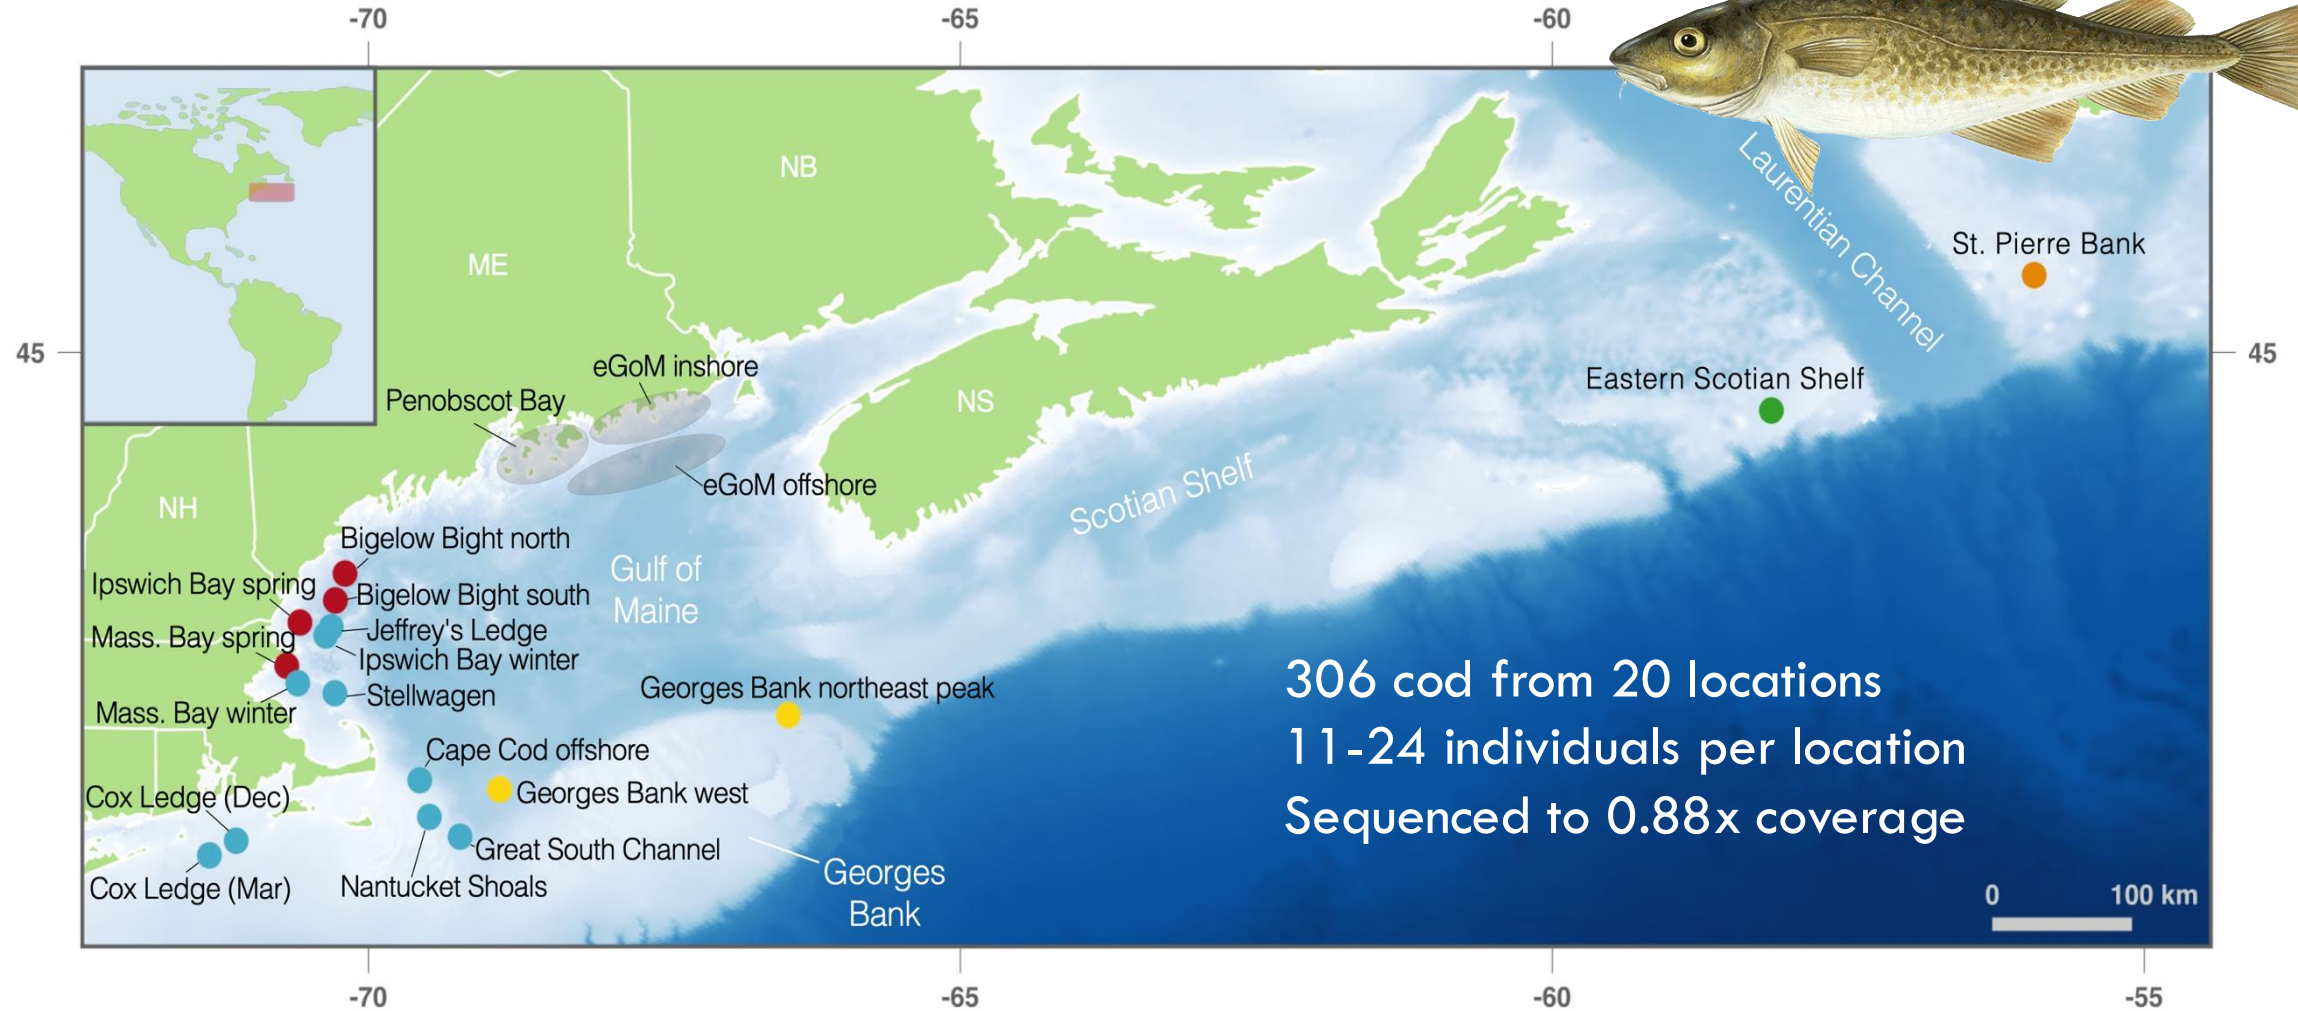 -70
-65
-60
NB
ME
Laurentian Channel
St. Pierre Bank
45
45
eGoM inshore
Penobscot Bay
Eastern Scotian Shelf
NS
eGoM offshore
Scotian Shelf
NH
Bigelow Bight north
Gulf of
Maine
Ipswich Bay spring
Bigelow Bight south
Jeffrey's Ledge
Mass. Bay spring
Ipswich Bay winter
Stellwagen
Georges Bank northeast peak
Mass. Bay winter
306 cod from 20 locations
11-24 individuals per location
Sequenced to 0.88x coverage
Cape Cod offshore
Georges Bank west
Cox Ledge (Dec)
Great South Channel
Georges
Bank
Cox Ledge (Mar)
Nantucket Shoals
0
100 km
-70
-65
-60
-55